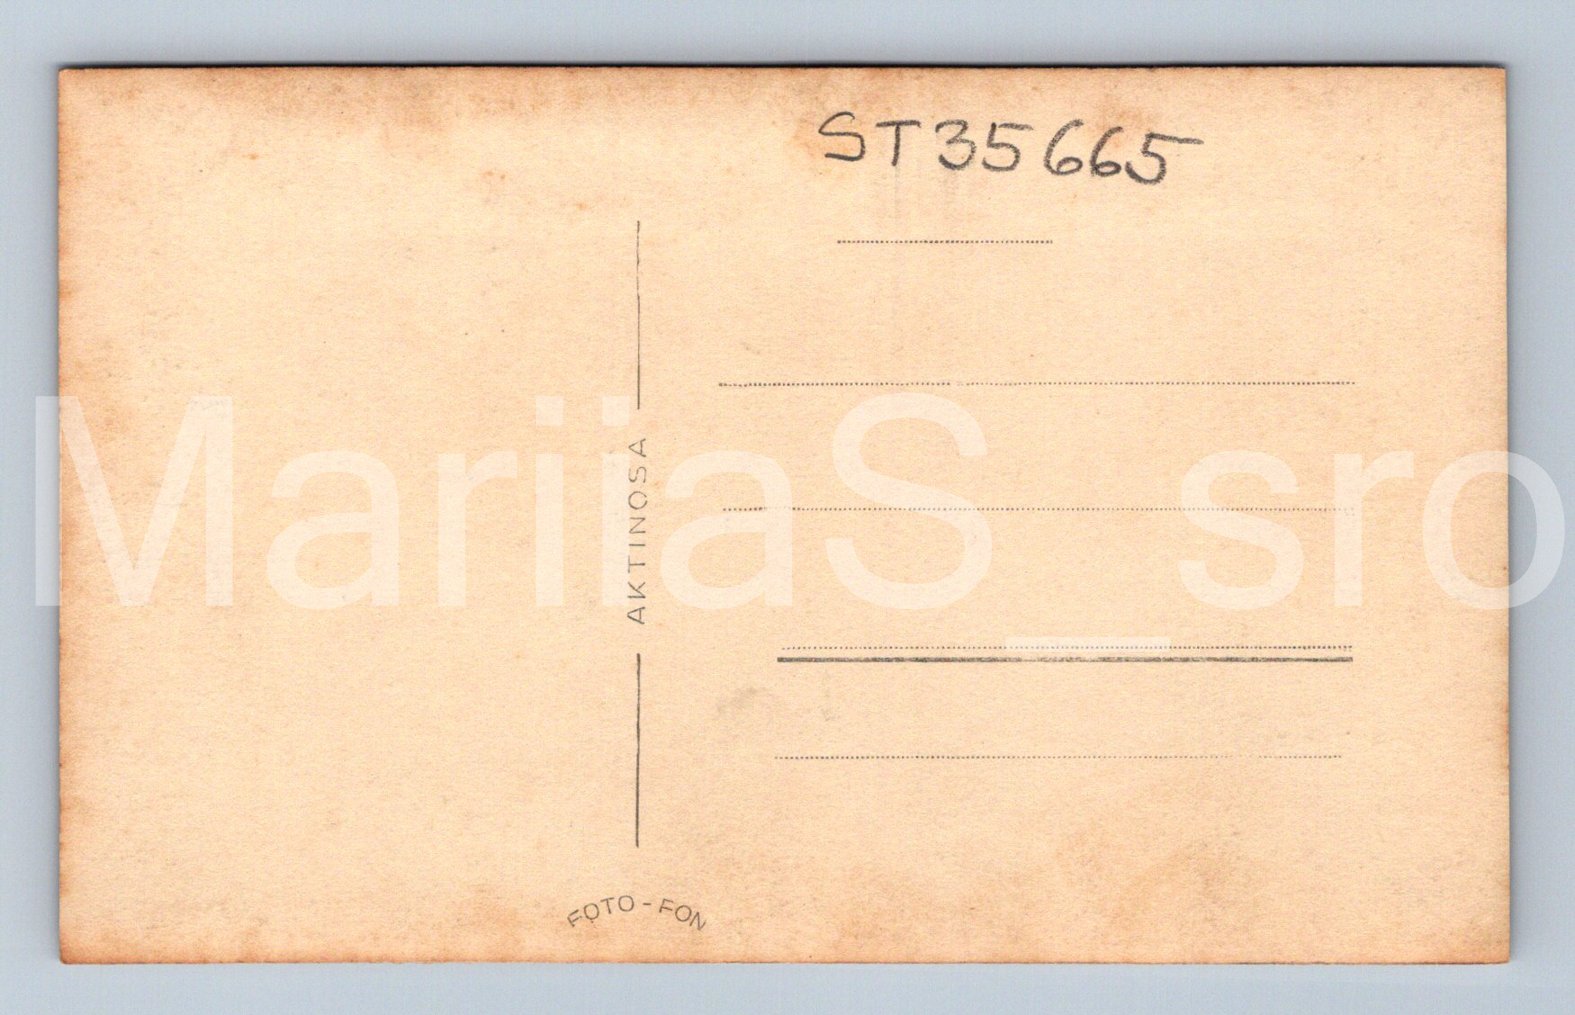 ST35665
AKTINOSA
FOTO-FON
MariiaS_sro